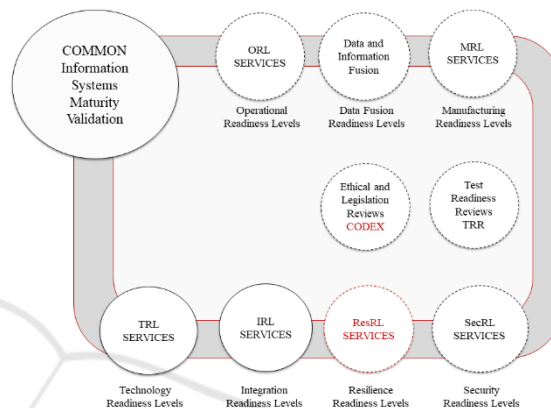 COMMON
Information
Systems
Maturity
Validation
ORL
SERVICES
Operational
Readiness Levels
Data and
Information
Fusion
Data Fusion
Readiness Levels
MRL
SERVICES
Manufacturing
Readiness Levels
Ethical and
Legislation
Reviews
CODEX
Test
Readiness
Reviews
TRR
TRL
SERVICES
Technology
Readiness Levels
IRL
SERVICES
Integration
Readiness Levels
ResRL
SERVICES
Resilience
Readiness Levels
SecRL
SERVICES
Security
Readiness Levels